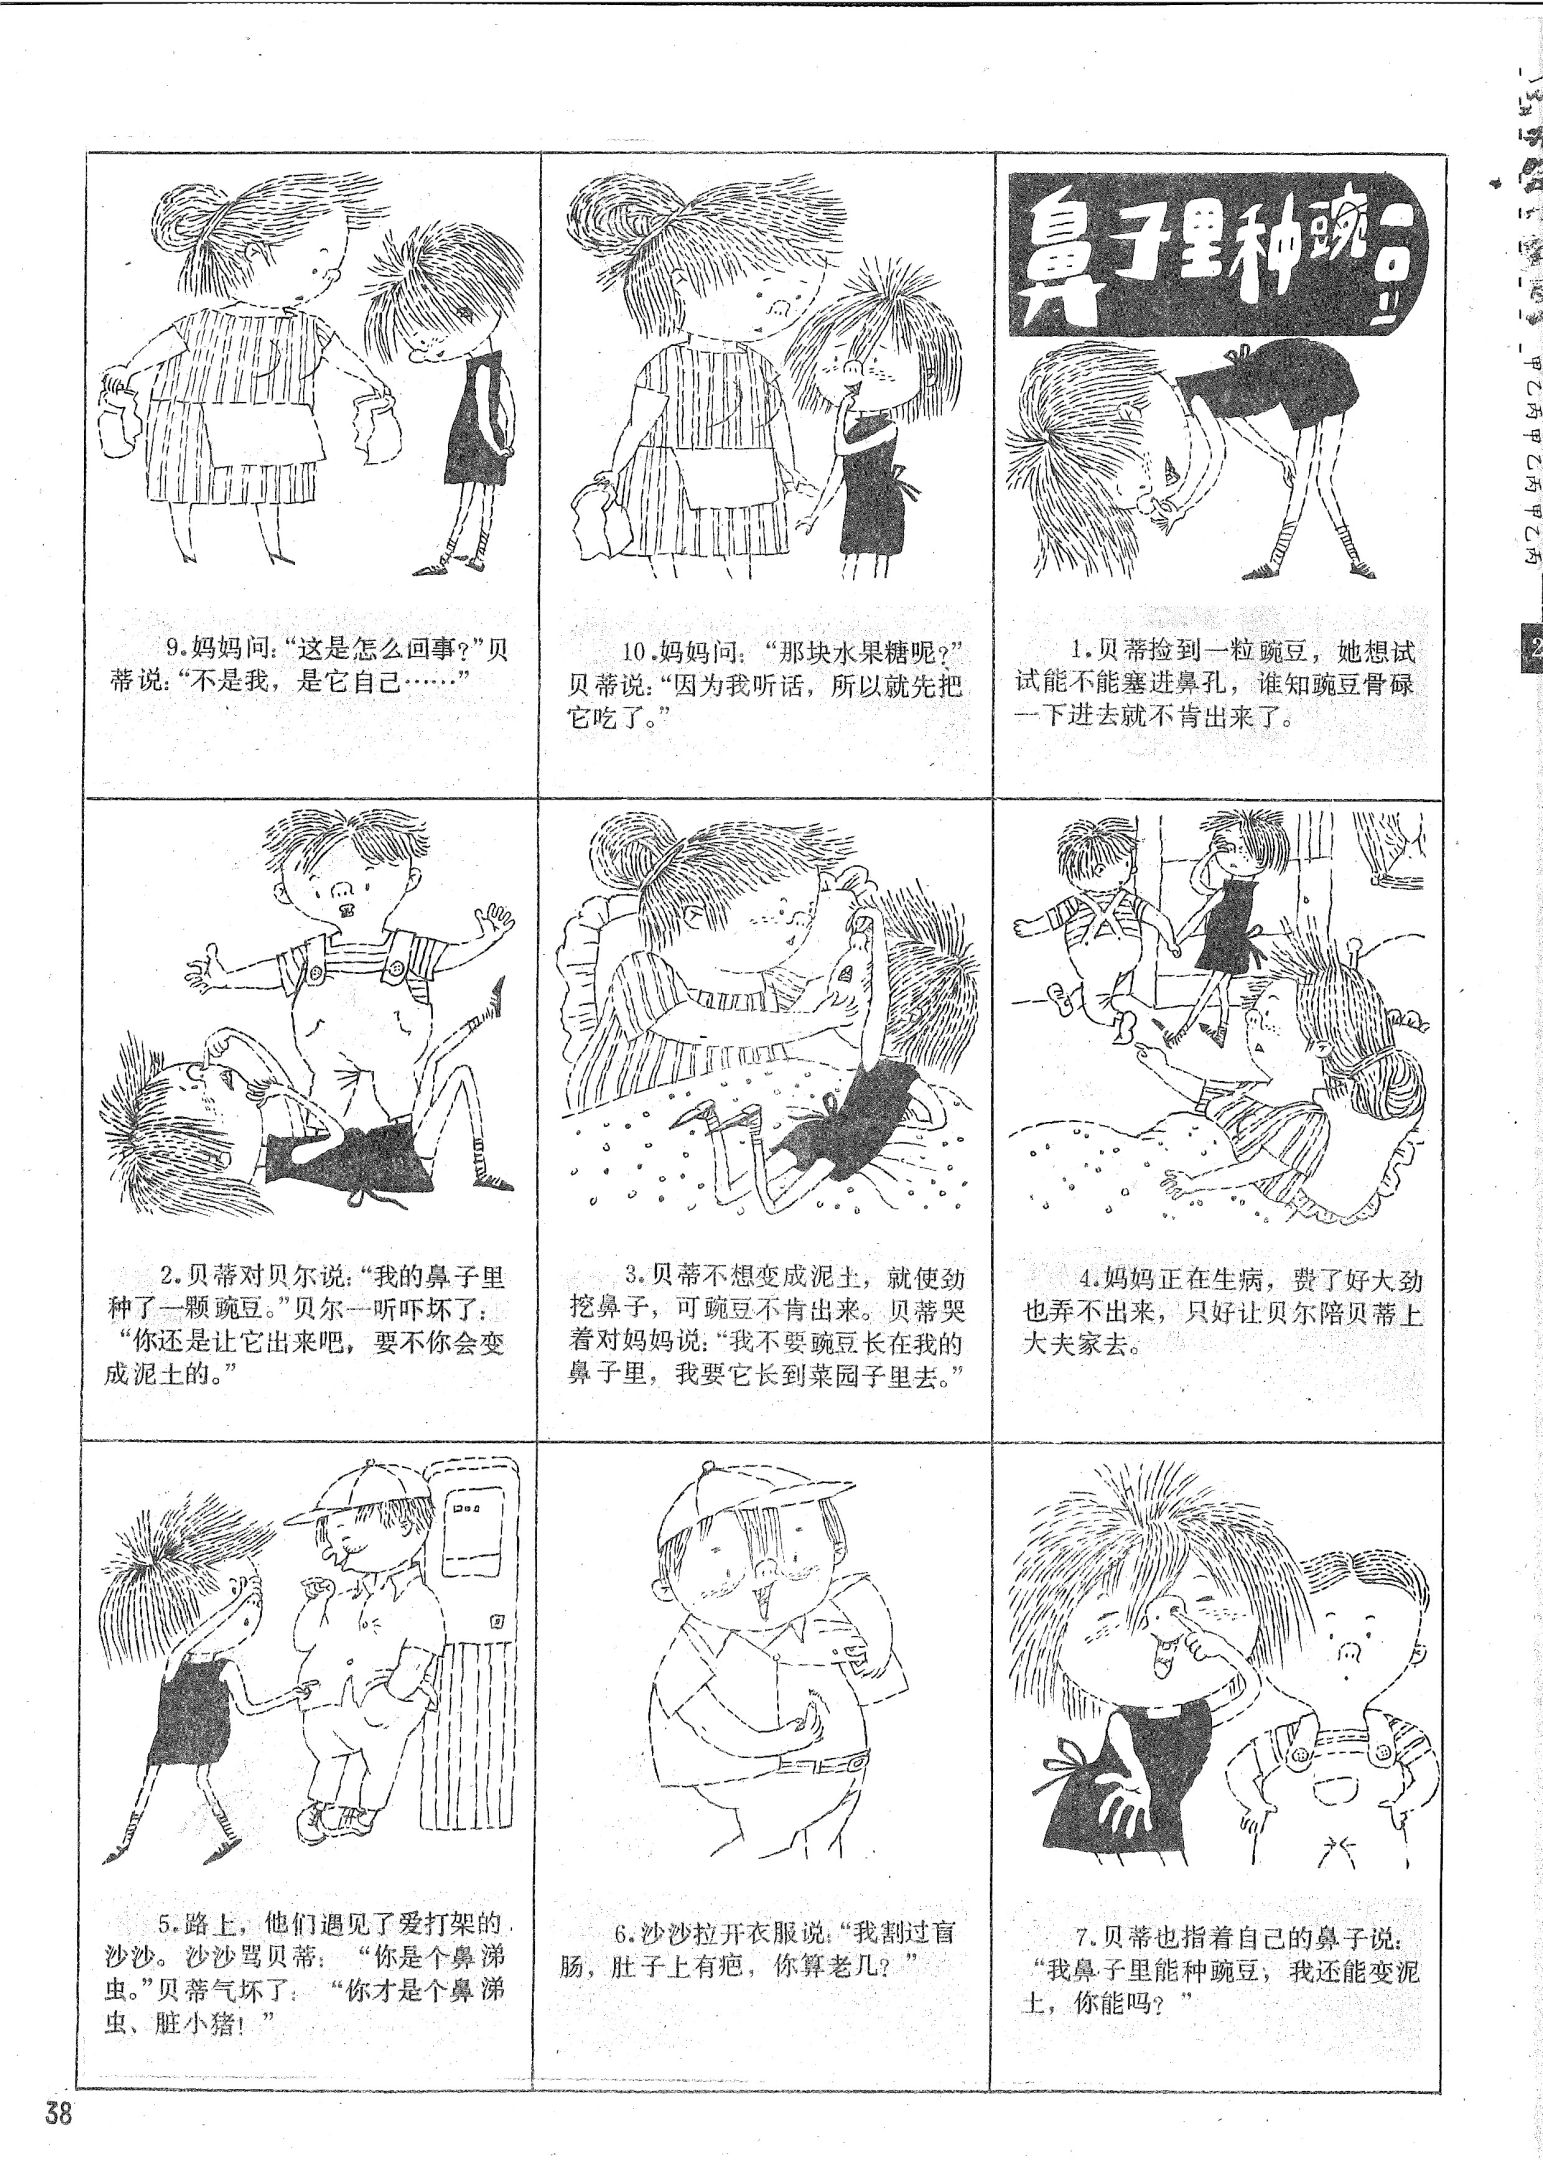 9.妈妈问：“这是怎么回事？”贝
蒂说：“不是我，是它自己……”
10.妈妈问：“那块水果糖呢？”
贝蒂说：“因为我听话，所以就先把
它吃了。”
鼻子里种豌豆
1.贝蒂捡到一粒豌豆，她想试
试能不能塞进鼻孔，谁知豌豆骨碌
一下进去就不肯出来了。
2.贝蒂对贝尔说：“我的鼻子里
种了一颗豌豆。”贝尔一听吓坏了：
“你还是让它出来吧，要不你会变
成泥土的。”
3.贝蒂不想变成泥土，就使劲
挖鼻子，可豌豆不肯出来。贝蒂哭
着对妈妈说：“我不要豌豆长在我的
鼻子里，我要它长到菜园子里去。”
4.妈妈正在生病，费了好大劲
也弄不出来，只好让贝尔陪贝蒂上
大夫家去。
5.路上，他们遇见了爱打架的
沙沙。沙沙骂贝蒂：“你是个鼻涕
虫。”贝蒂气坏了：“你才是个鼻涕
虫、脏小猪！”
6.沙沙拉开衣服说：“我割过盲
肠，肚子上有疤，你算老几？”
7.贝蒂也指着自己的鼻子说：
“我鼻子里能种豌豆，我还能变泥
土，你能吗？”
38
甲乙丙甲乙丙甲乙丙
2